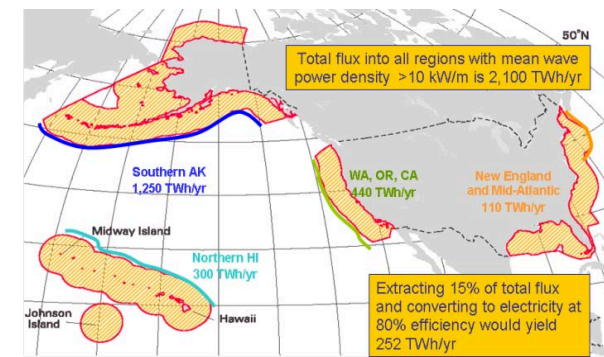 50°N
Total flux into all regions with mean wave
power density >10 kW/m is 2,100 TWh/yr
Southern AK
1,250 TWh/yr
WA, OR, CA
440 TWh/yr
New England
and Mid-Atlantic
110 TWh/yr
Midway Island
Northern HI
300 TWh/yr
Johnson
Island
Hawaii
Extracting 15% of total flux
and converting to electricity at
80% efficiency would yield
252 TWh/yr